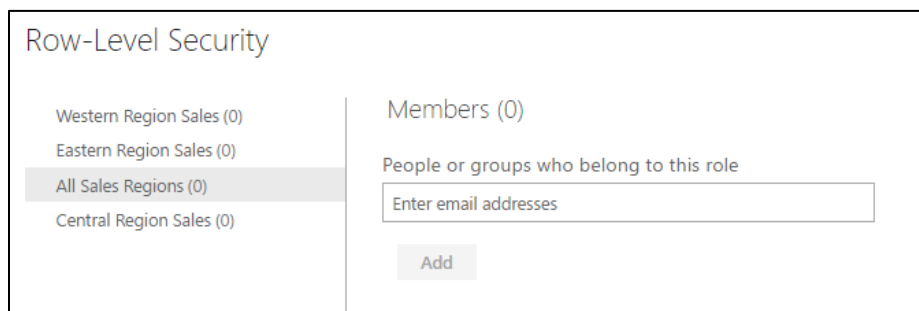 Row-Level Security
Western Region Sales (0)
Eastern Region Sales (0)
All Sales Regions (0)
Central Region Sales (0)
Members (0)
People or groups who belong to this role
Enter email addresses
Add